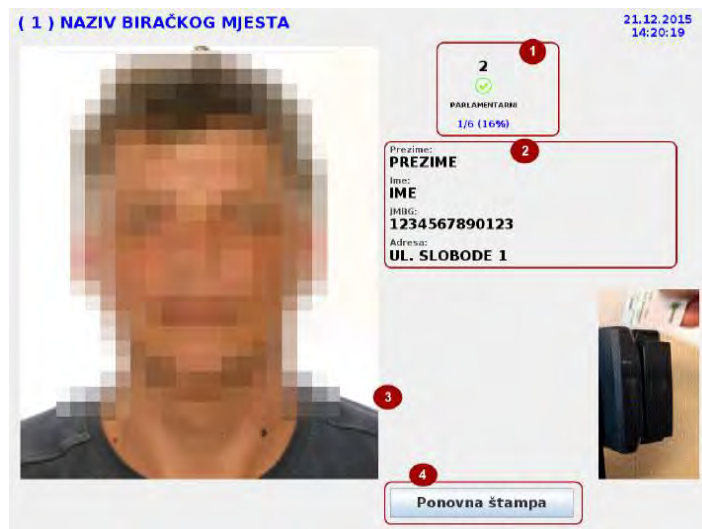 ( 1 ) NAZIV BIRAČKOG MJESTA
21.12.2015
14:20:19
1
2
PARLAMENTARNI
1/6 (16%)
2
Prezime:
PREZIME
Ime:
IME
JMBG:
1234567890123
Adresa:
UL. SLOBODE 1
3
4
Ponovna štampa